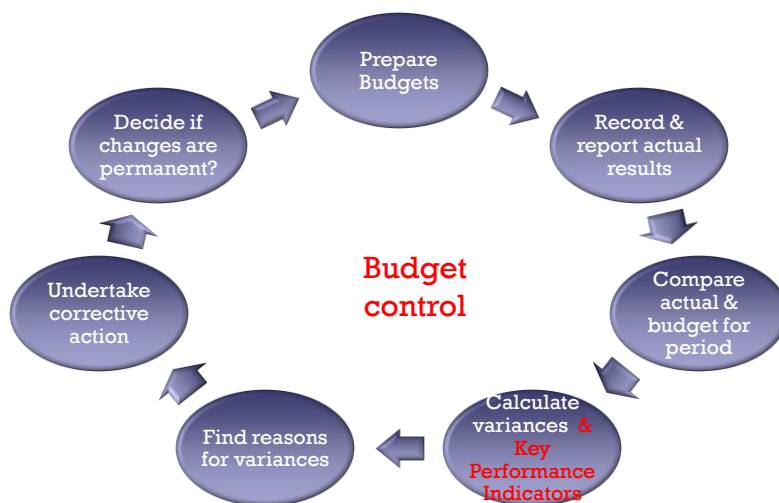 Prepare
Budgets
Record &
report actual
results
Compare
actual &
budget for
period
Calculate
variances &
Key
Performance
Indicators
Find reasons
for variances
Undertake
corrective
action
Decide if
changes are
permanent?
Budget
control